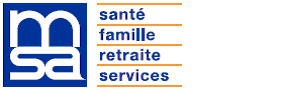 msa
santé
famille
retraite
services